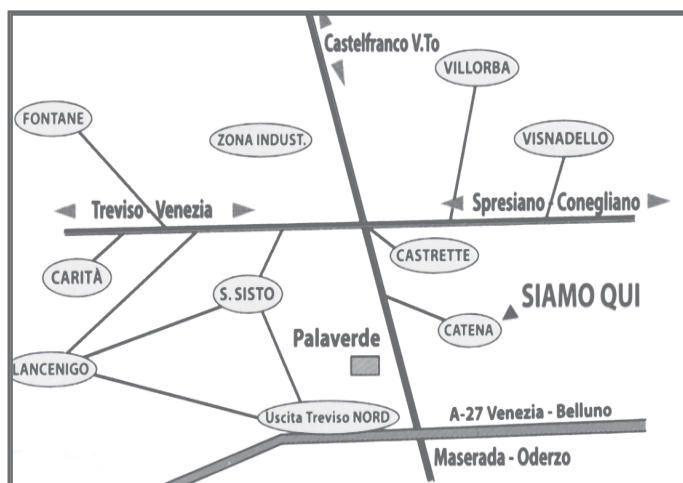 Castelfranco V.To
VILLORBA
FONTANE
ZONA INDUST.
VISNADELLO
Treviso - Venezia
Spresiano - Conegliano
CARITÀ
CASTRETTE
S. SISTO
SIAMO QUI
CATENA
Palaverde
LANCENIGO
Uscita Treviso NORD
A-27 Venezia - Belluno
Maserada - Oderzo